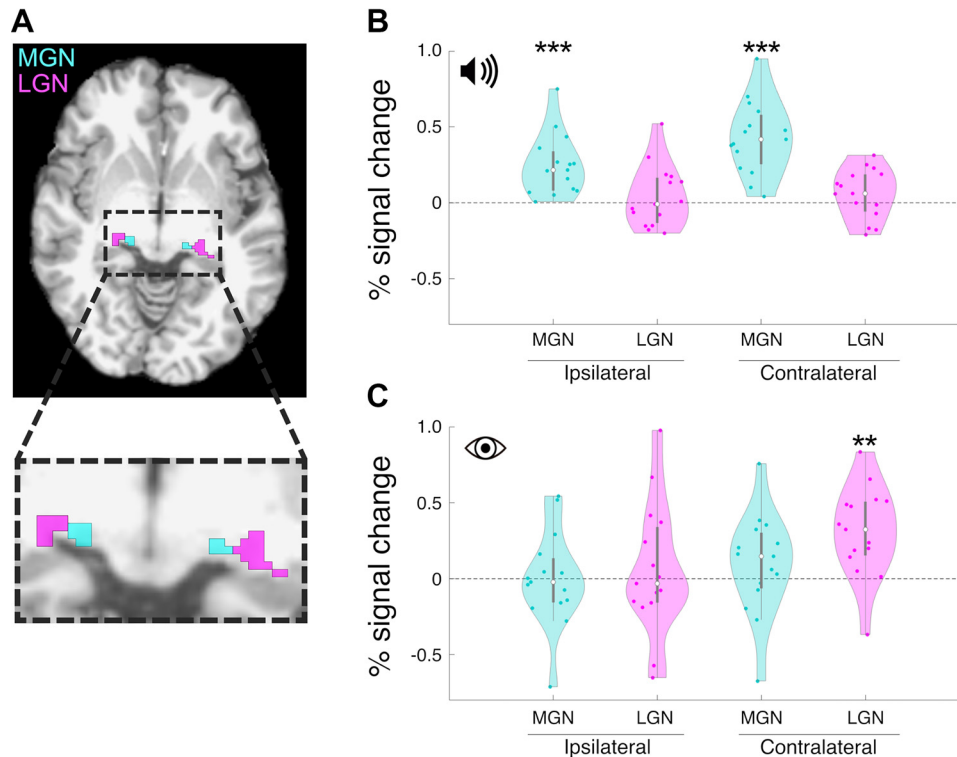 A
MGN
LGN
B
1.0
0.5
0
-0.5
% signal change
***
***
MGN
LGN
MGN
LGN
Ipsilateral
Contralateral
C
1.0
0.5
0
-0.5
% signal change
**
MGN
LGN
MGN
LGN
Ipsilateral
Contralateral